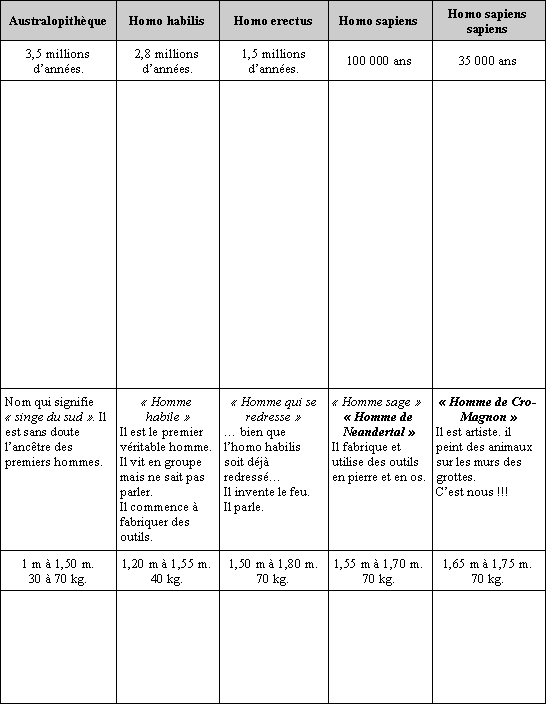 Australopithèque
Homo habilis
Homo erectus
Homo sapiens
Homo sapiens
sapiens
3,5 millions
d’années.
2,8 millions
d’années.
1,5 millions
d’années.
100 000 ans
35 000 ans
Nom qui signifie
« singe du sud ». Il
est sans doute
l’ancêtre des
premiers hommes.
« Homme
habile »
Il est le premier
véritable homme.
Il vit en groupe
mais ne sait pas
parler.
Il commence à
fabriquer des
outils.
« Homme qui se
redresse »
… bien que
l’homo habilis
soit déjà
redressé…
Il invente le feu.
Il parle.
« Homme sage »
« Homme de
Neandertal »
Il fabrique et
utilise des outils
en pierre et en os.
« Homme de Cro-
Magnon »
Il est artiste. il
peint des animaux
sur les murs des
grottes.
C’est nous !!!
1 m à 1,50 m.
30 à 70 kg.
1,20 m à 1,55 m.
40 kg.
1,50 m à 1,80 m.
70 kg.
1,55 m à 1,70 m.
70 kg.
1,65 m à 1,75 m.
70 kg.